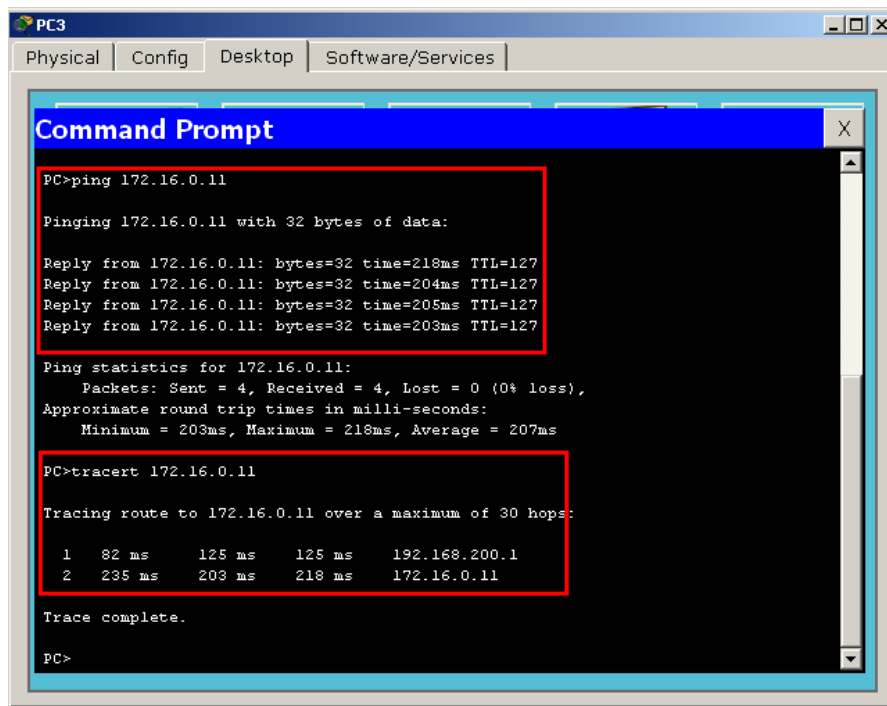 PC3
Physical Config Desktop Software/Services
Command Prompt X
PC>ping 172.16.0.11
Pinging 172.16.0.11 with 32 bytes of data:
Reply from 172.16.0.11: bytes=32 time=218ms TTL=127
Reply from 172.16.0.11: bytes=32 time=204ms TTL=127
Reply from 172.16.0.11: bytes=32 time=205ms TTL=127
Reply from 172.16.0.11: bytes=32 time=203ms TTL=127
Ping statistics for 172.16.0.11:
Packets: Sent = 4, Received = 4, Lost = 0 (0% loss),
Approximate round trip times in milli-seconds:
Minimum = 203ms, Maximum = 218ms, Average = 207ms
PC>tracert 172.16.0.11
Tracing route to 172.16.0.11 over a maximum of 30 hops:
1 82 ms 125 ms 125 ms 192.168.200.1
2 235 ms 203 ms 218 ms 172.16.0.11
Trace complete.
PC>